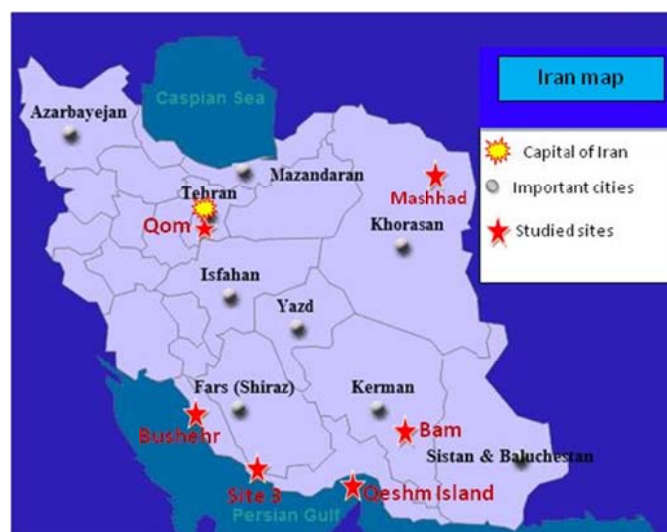 Iran map
Capital of Iran
Important cities
Studied sites
Caspian Sea
Azarbayejan
Mazandaran
Tehran
Mashhad
Qom
Khorasan
Isfahan
Yazd
Fars (Shiraz)
Kerman
Bushehr
Bam
Sistan & Baluchestan
Site 3
Qeshm Island
Persian Gulf